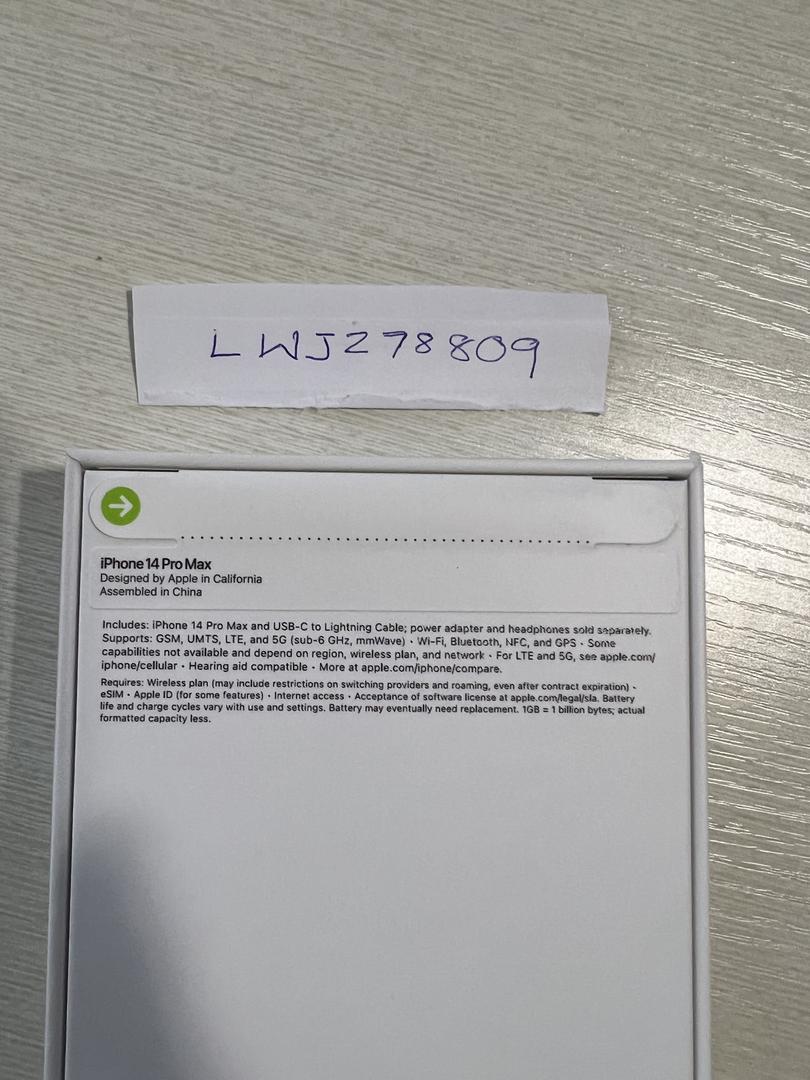 LWJ278809
iPhone 14 Pro Max
Designed by Apple in California
Assembled in China
Includes: iPhone 14 Pro Max and USB-C to Lightning Cable; power adapter and headphones sold separately.
Supports: GSM, UMTS, LTE, and 5G (sub-6 GHz, mmWave) • Wi-Fi, Bluetooth, NFC, and GPS • Some
capabilities not available and depend on region, wireless plan, and network • For LTE and 5G, see apple.com/
iphone/cellular • Hearing aid compatible • More at apple.com/iphone/compare.
Requires: Wireless plan (may include restrictions on switching providers and roaming, even after contract expiration) •
eSIM • Apple ID (for some features) • Internet access • Acceptance of software license at apple.com/legal/sla. Battery
life and charge cycles vary with use and settings. Battery may eventually need replacement. 1GB = 1 billion bytes; actual
formatted capacity less.